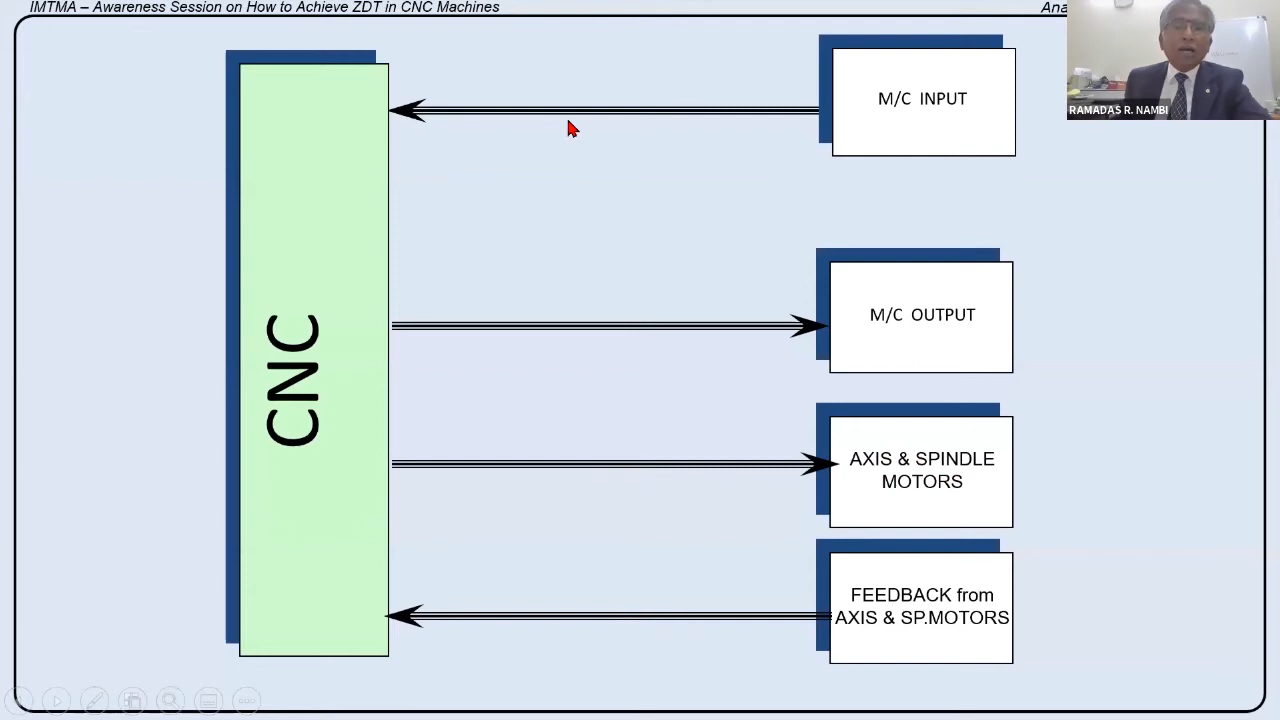 IMTMA – Awareness Session on How to Achieve ZDT in CNC Machines
RAMADAS R. NAMBI
M/C INPUT
CNC
M/C OUTPUT
AXIS & SPINDLE
MOTORS
FEEDBACK from
AXIS & SP.MOTORS